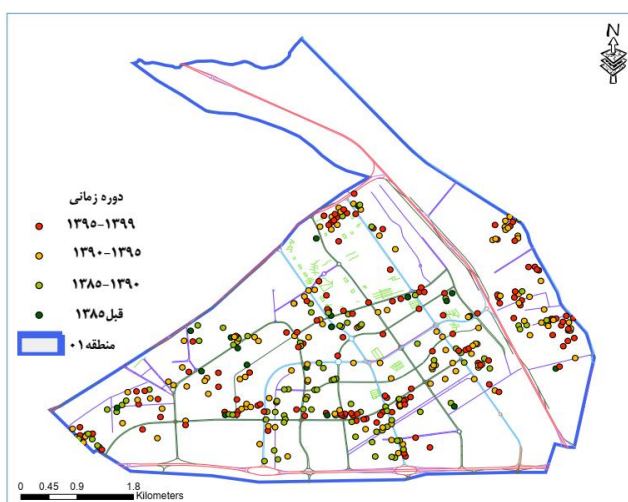 N
دوره زمانی
۱۳۹۵-۱۳۹۹
۱۳۹۰-۱۳۹۵
۱۳۸۵-۱۳۹۰
قبل۱۳۸۵
منطقه۰۱
0 0.45 0.9 1.8
Kilometers